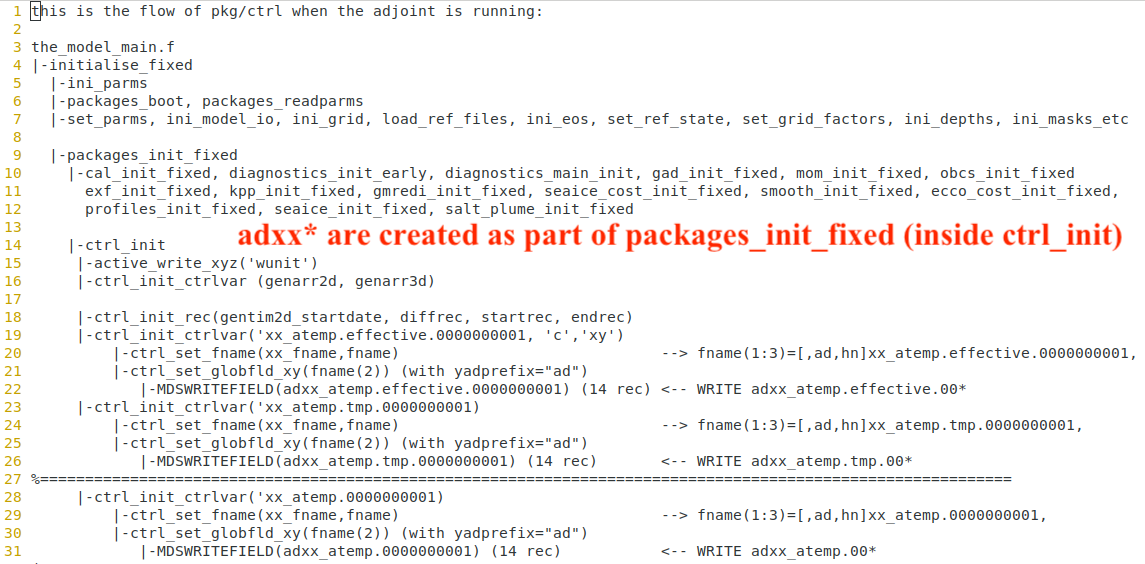 1 this is the flow of pkg/ctrl when the adjoint is running:
2
3 the_model_main.f
4 |-initialise_fixed
5   |-ini_parms
6   |-packages_boot, packages_readparms
7   |-set_parms, ini_model_io, ini_grid, load_ref_files, ini_eos, set_ref_state, set_grid_factors, ini_depths, ini_masks_etc
8
9   |-packages_init_fixed
10     |-cal_init_fixed, diagnostics_init_early, diagnostics_main_init, gad_init_fixed, mom_init_fixed, obcs_init_fixed
11       exf_init_fixed, kpp_init_fixed, gmredi_init_fixed, seaice_cost_init_fixed, smooth_init_fixed, ecco_cost_init_fixed,
12       profiles_init_fixed, seaice_init_fixed, salt_plume_init_fixed
13
adxx* are created as part of packages_init_fixed (inside ctrl_init)
14     |-ctrl_init
15      |-active_write_xyz('wunit')
16      |-ctrl_init_ctrlvar (genarr2d, genarr3d)
17
18      |-ctrl_init_rec(gentim2d_startdate, diffrec, startrec, endrec)
19      |-ctrl_init_ctrlvar('xx_atemp.effective.0000000001, 'c','xy')
20          |-ctrl_set_fname(xx_fname,fname)                             --> fname(1:3)=[,ad,hn]xx_atemp.effective.0000000001,
21          |-ctrl_set_globfld_xy(fname(2)) (with yadprefix="ad")
22             |-MDSWRITEFIELD(adxx_atemp.effective.0000000001) (14 rec) <-- WRITE adxx_atemp.effective.00*
23      |-ctrl_init_ctrlvar('xx_atemp.tmp.0000000001)
24          |-ctrl_set_fname(xx_fname,fname)                             --> fname(1:3)=[,ad,hn]xx_atemp.tmp.0000000001,
25          |-ctrl_set_globfld_xy(fname(2)) (with yadprefix="ad")
26             |-MDSWRITEFIELD(adxx_atemp.tmp.0000000001) (14 rec)       <-- WRITE adxx_atemp.tmp.00*
27 %============================================================================================================
28      |-ctrl_init_ctrlvar('xx_atemp.0000000001)
29          |-ctrl_set_fname(xx_fname,fname)                             --> fname(1:3)=[,ad,hn]xx_atemp.0000000001,
30          |-ctrl_set_globfld_xy(fname(2)) (with yadprefix="ad")
31             |-MDSWRITEFIELD(adxx_atemp.0000000001) (14 rec)           <-- WRITE adxx_atemp.00*